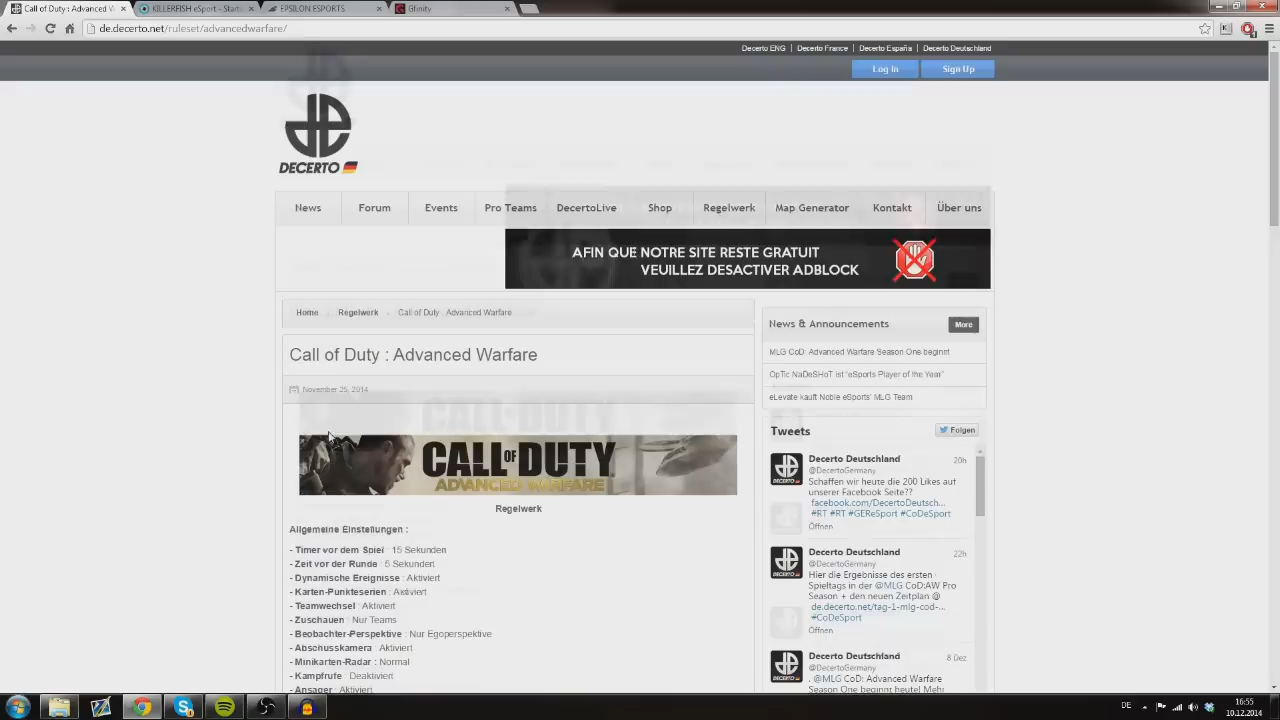 Call of Duty : Advanced W
KILLERFISH eSport - Starts
EPSILON ESPORTS
Gfinity
de.decerto.net/ruleset/advancedwarfare/
Decerto ENG | Decerto France | Decerto España | Decerto Deutschland
Log In
Sign Up
DECERTO
News
Forum
Events
Pro Teams
DecertoLive
Shop
Regelwerk
Map Generator
Kontakt
Über uns
AFIN QUE NOTRE SITE RESTE GRATUIT
VEUILLEZ DESACTIVER ADBLOCK
Home
Regelwerk
Call of Duty : Advanced Warfare
Call of Duty : Advanced Warfare
November 25, 2014
CALL OF DUTY
ADVANCED WARFARE
Regelwerk
Allgemeine Einstellungen :
- Timer vor dem Spiel : 15 Sekunden
- Zeit vor der Runde : 5 Sekunden
- Dynamische Ereignisse : Aktiviert
- Karten-Punkteserien : Aktiviert
- Teamwechsel : Aktiviert
- Zuschauen : Nur Teams
- Beobachter-Perspektive : Nur Egoperspektive
- Abschusskamera : Aktiviert
- Minikarten-Radar : Normal
- Kampfrufe : Deaktiviert
- Ansager : Aktiviert
News & Announcements
More
MLG CoD: Advanced Warfare Season One beginnt
OpTic NaDeSHoT ist "eSports Player of the Year"
eLevate kauft Noble eSports' MLG Team
Tweets
Folgen
Decerto Deutschland
20h
@DecertoGermany
Schaffen wir heute die 200 Likes auf
unserer Facebook Seite??
facebook.com/DecertoDeutsch...
#RT #RT #GEReSport #CoDeSport
Öffnen
Decerto Deutschland
22h
@DecertoGermany
Hier die Ergebnisse des ersten
Spieltags in der @MLG CoD:AW Pro
Season + den neuen Zeitplan @
de.decerto.net/tag-1-mlg-cod-...
#CoDeSport
Öffnen
Decerto Deutschland
8 Dez
@DecertoGermany
. @MLG CoD: Advanced Warfare
Season One beginnt heute! Mehr
DE
16:55
10.12.2014